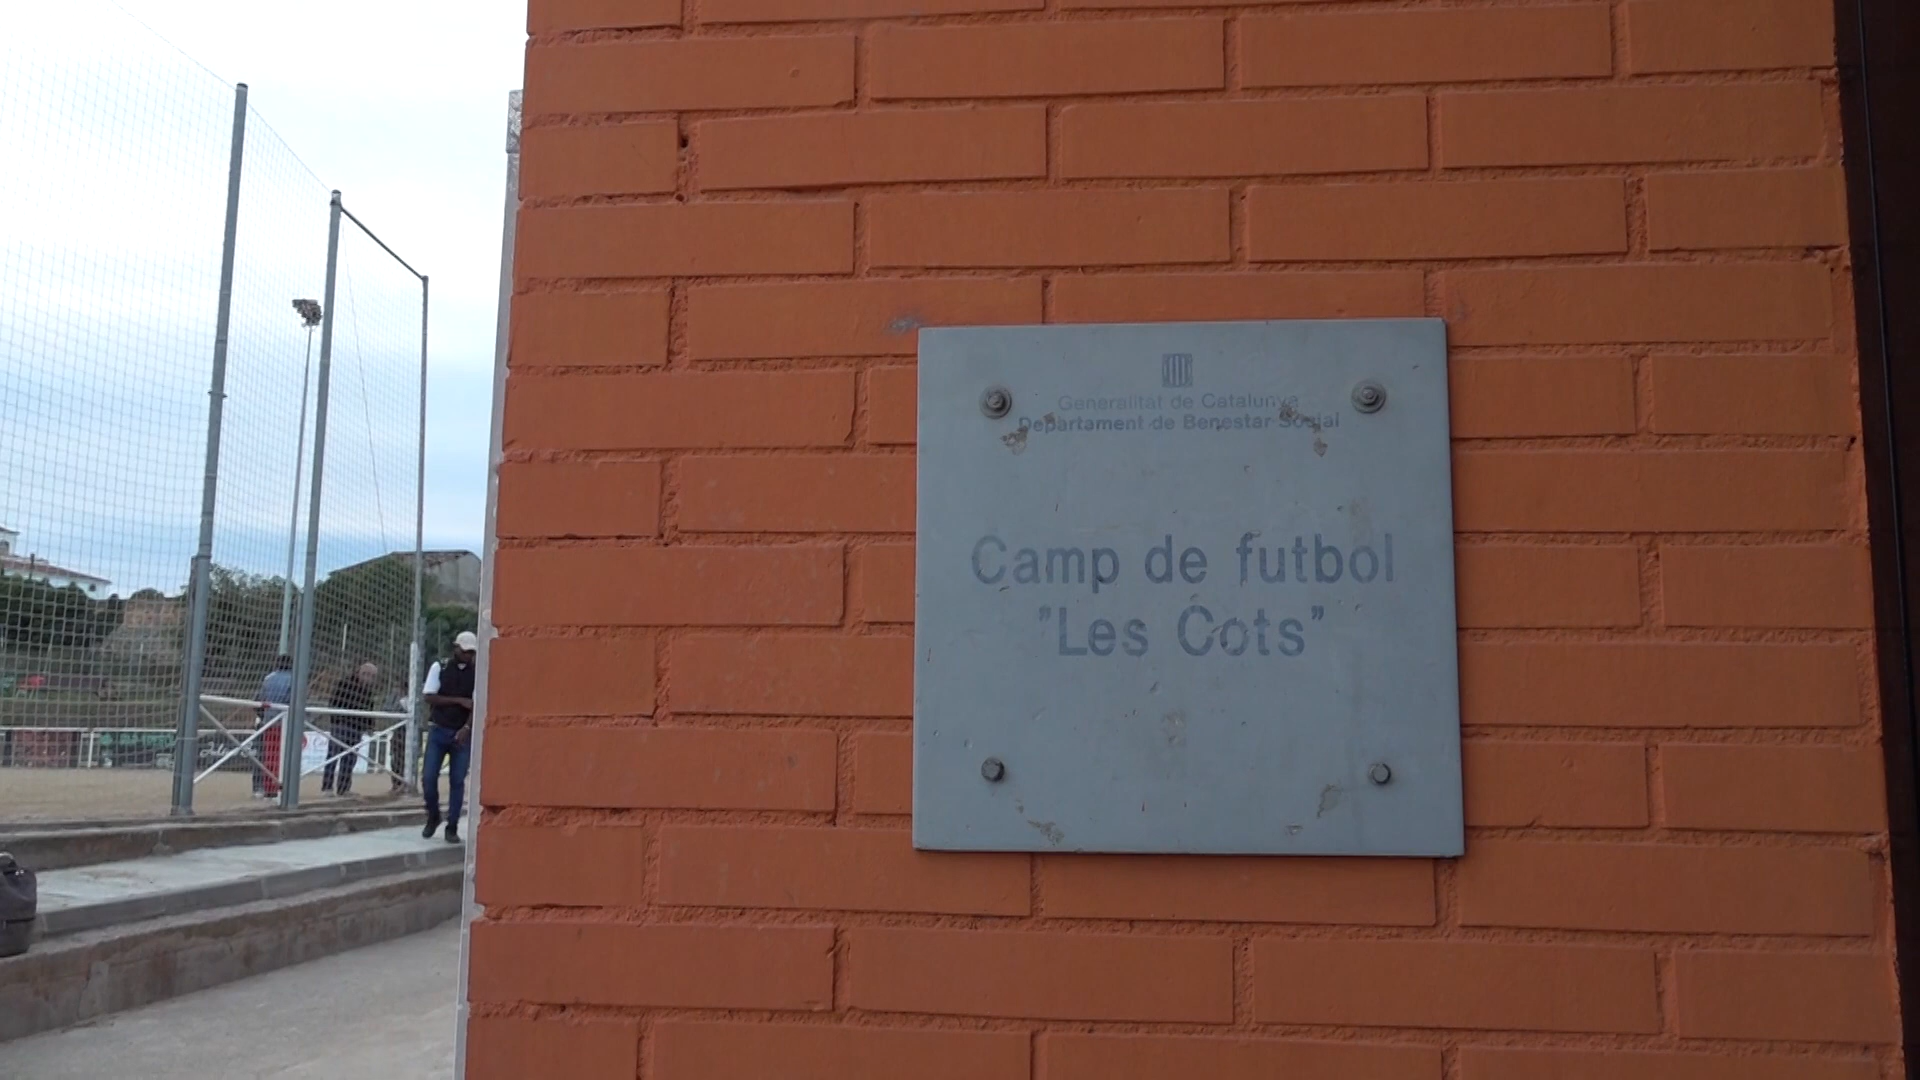 Generalitat de Catalunya
Departament de Benestar Social
Camp de futbol
"Les Cots"